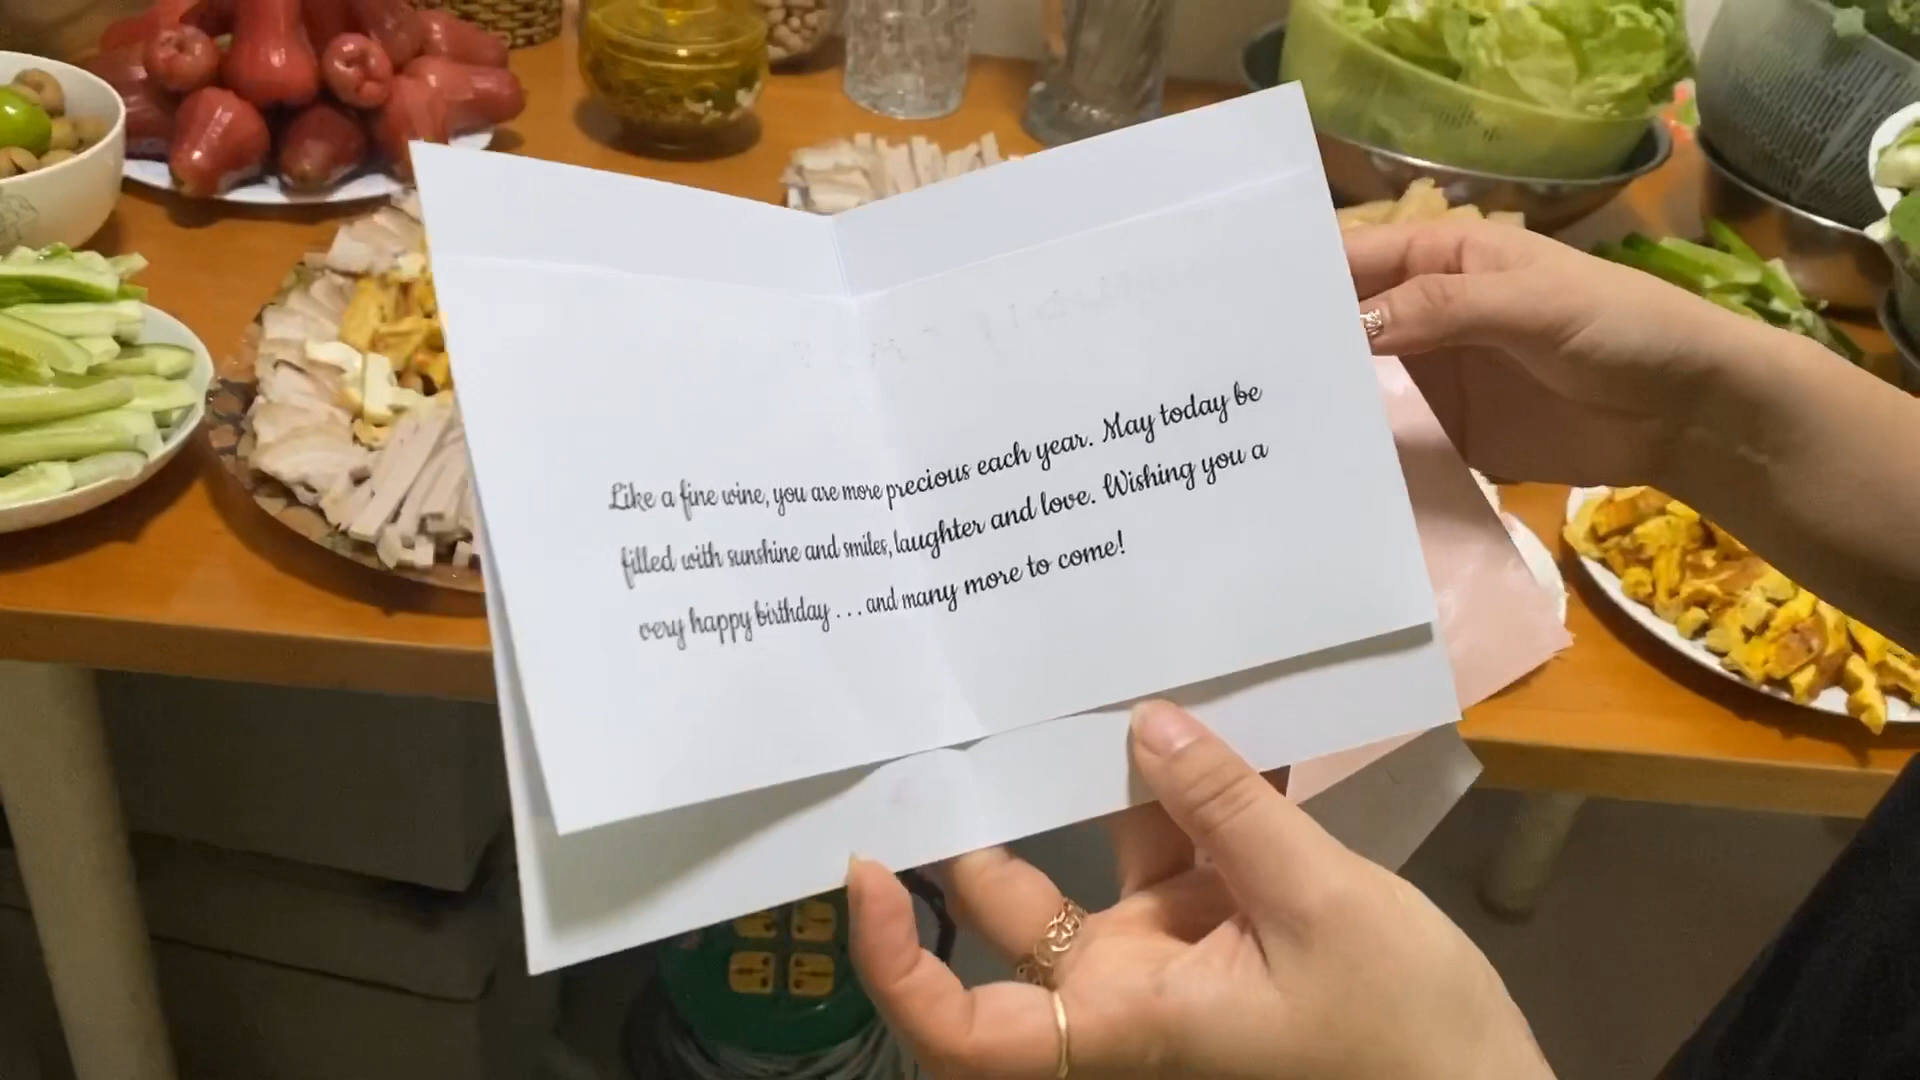 Like a fine wine, you are more precious each year. May today be
filled with sunshine and smiles, laughter and love. Wishing you a
very happy birthday . . . and many more to come!